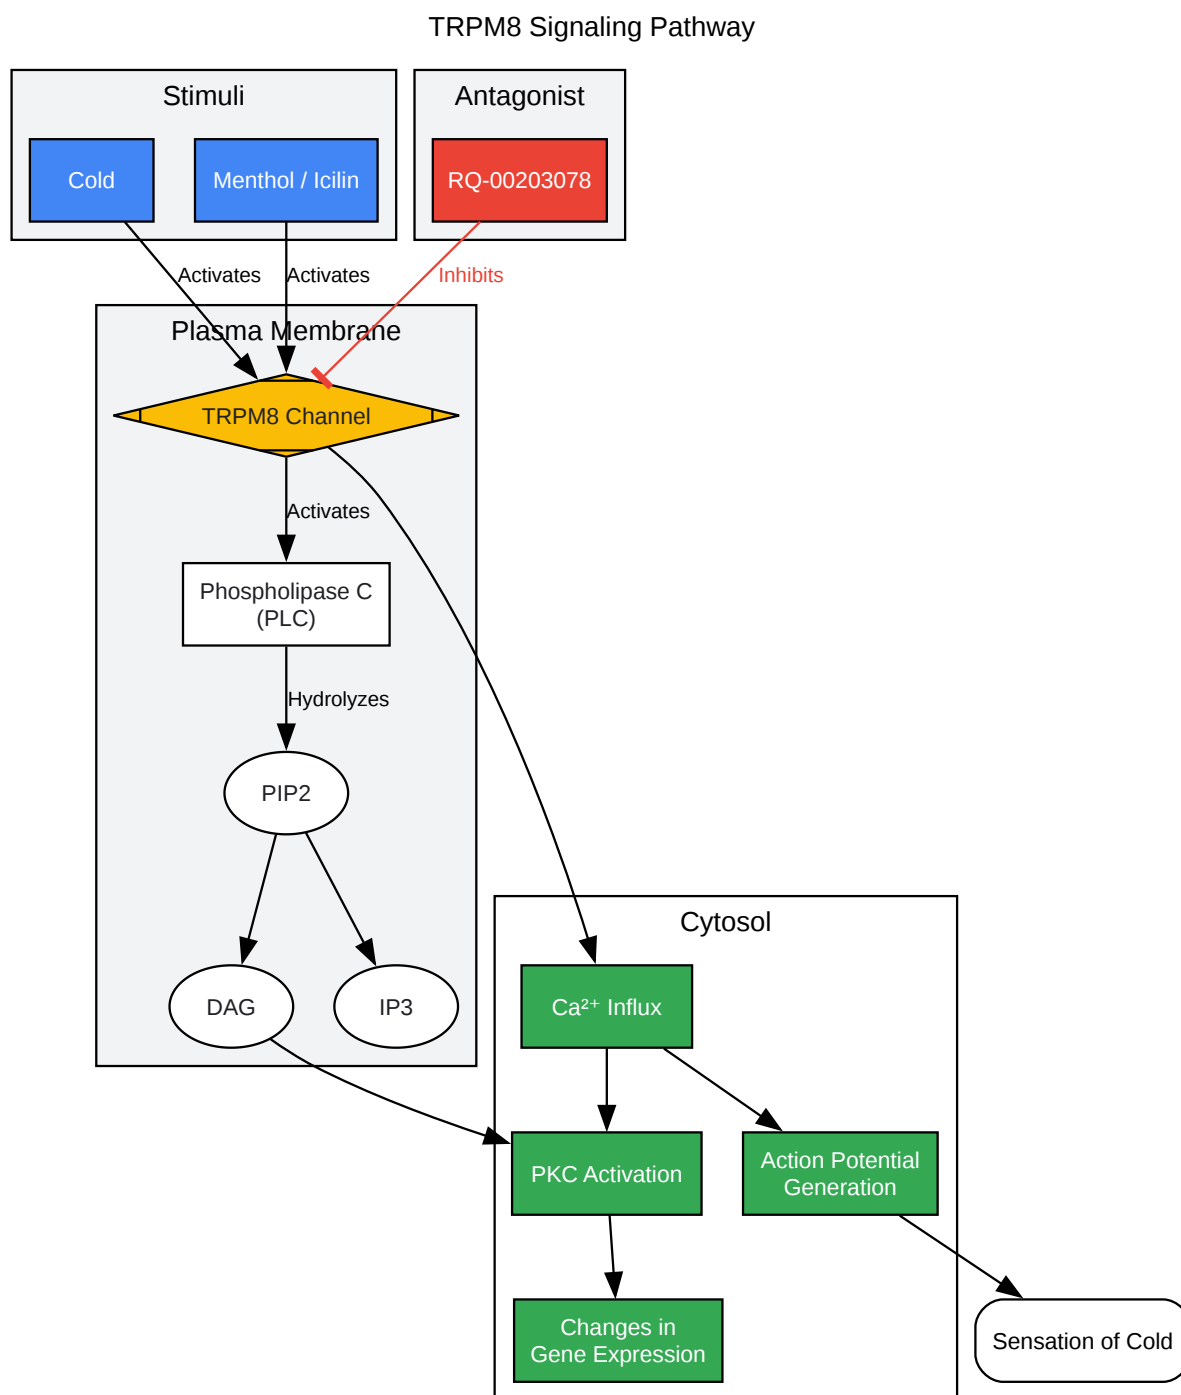 TRPM8 Signaling Pathway
Stimuli
Antagonist
Cold
Menthol / Icilin
RQ-00203078
Activates
Activates
Inhibits
Plasma Membrane
TRPM8 Channel
Activates
Phospholipase C
(PLC)
Hydrolyzes
PIP2
Cytosol
DAG
IP3
Ca²⁺ Influx
PKC Activation
Action Potential
Generation
Changes in
Gene Expression
Sensation of Cold